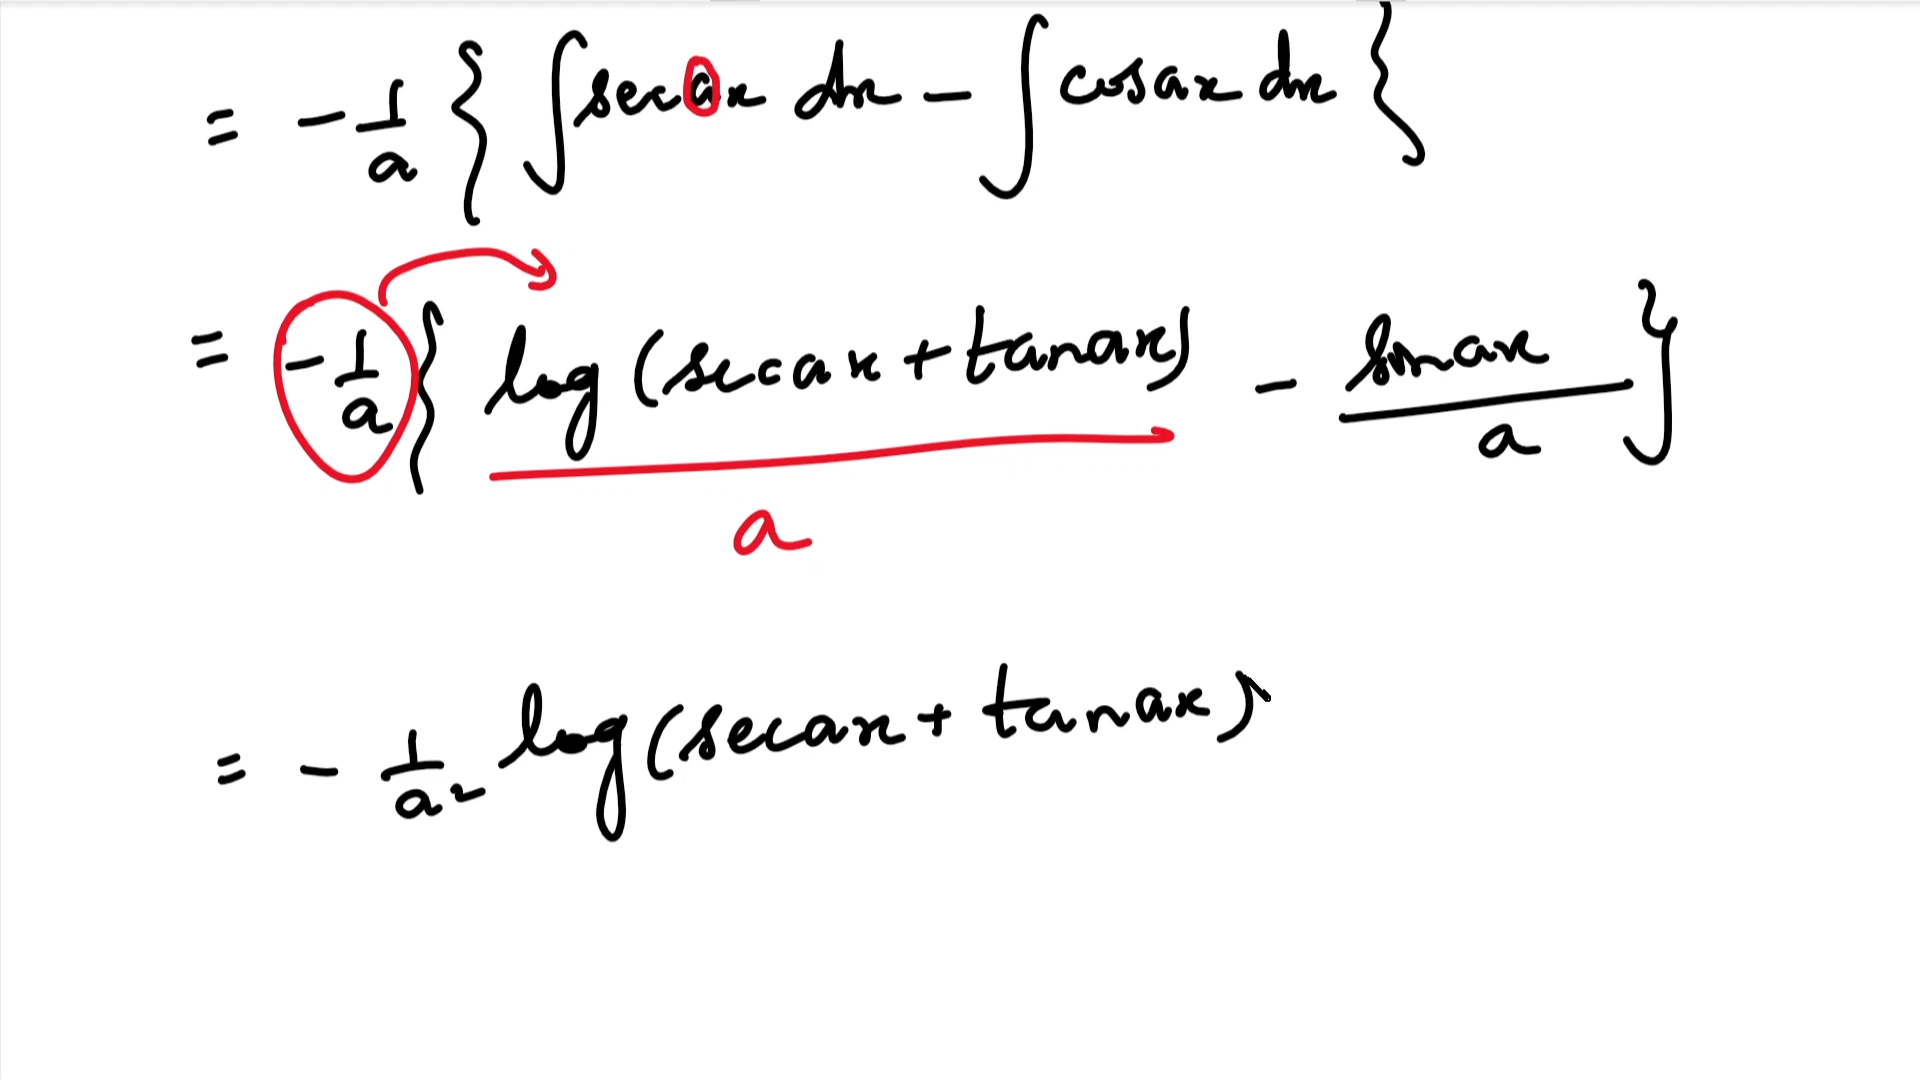 = -1/a { ∫ sec ax dx - ∫ cos ax dx }
= -1/a { log (sec ax + tan ax) / a - sin ax / a }
= - 1/a² log (sec ax + tan ax)